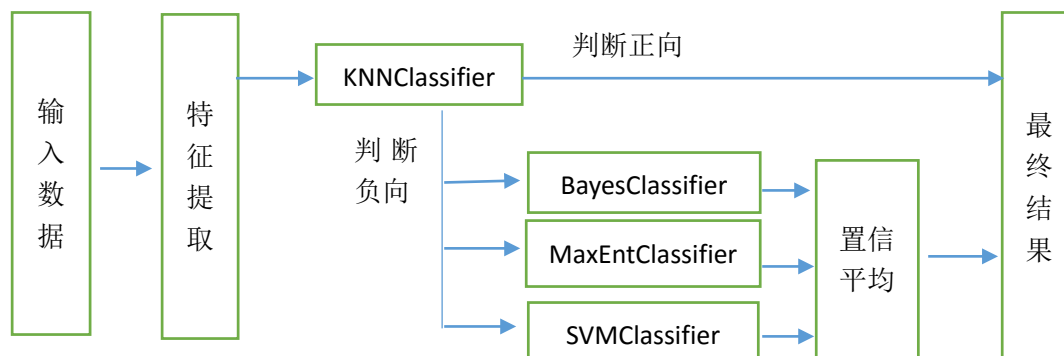 输入数据
特征提取
KNNClassifier
判断正向
判 断
负向
BayesClassifier
MaxEntClassifier
SVMClassifier
置信
平均
最终结果